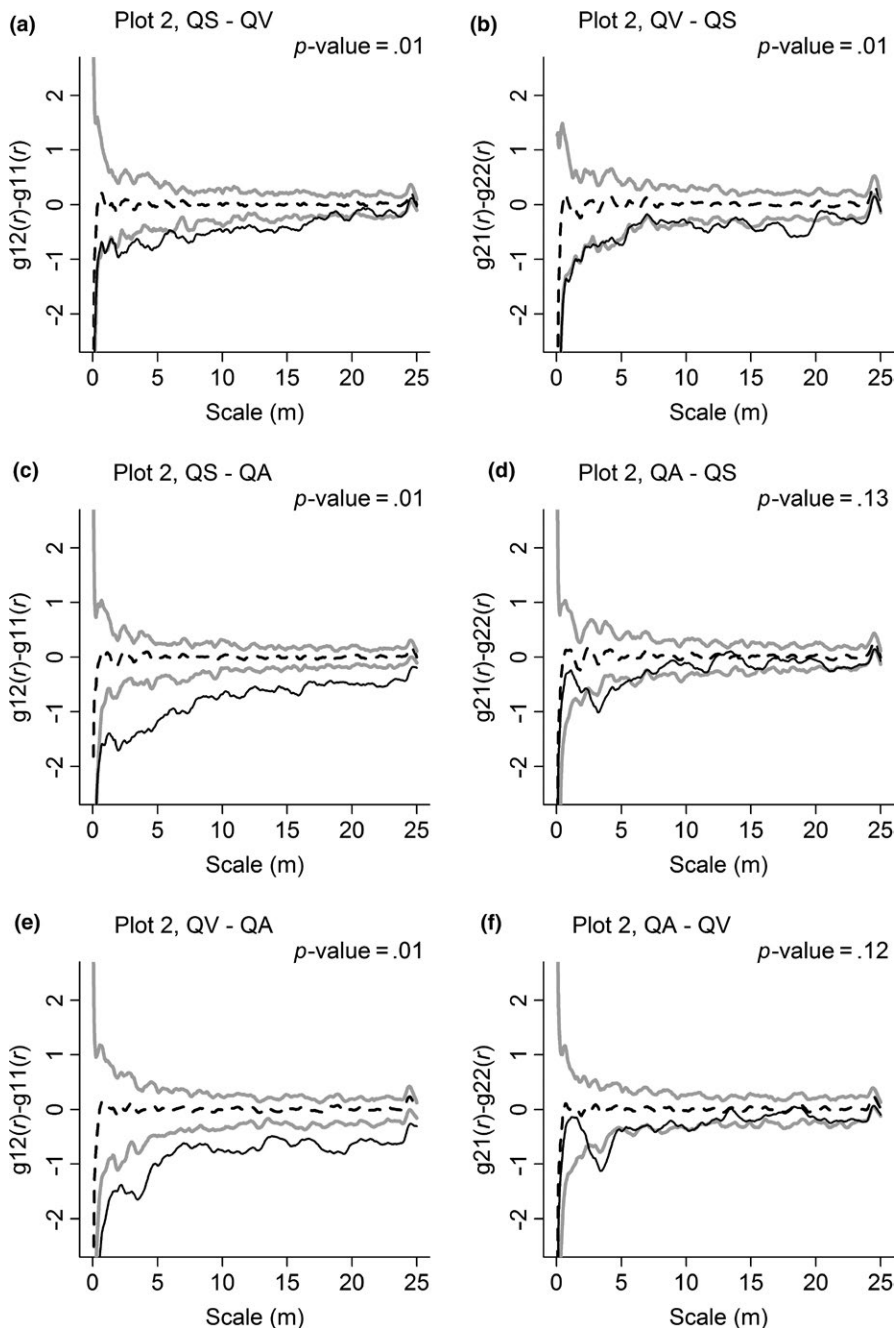 (a) Plot 2, QS - QV
p-value = .01
g12(r)-g11(r)
2
1
0
-1
-2
0 5 10 15 20 25
Scale (m)
(b) Plot 2, QV - QS
p-value = .01
g21(r)-g22(r)
2
1
0
-1
-2
0 5 10 15 20 25
Scale (m)
(c) Plot 2, QS - QA
p-value = .01
g12(r)-g11(r)
2
1
0
-1
-2
0 5 10 15 20 25
Scale (m)
(d) Plot 2, QA - QS
p-value = .13
g21(r)-g22(r)
2
1
0
-1
-2
0 5 10 15 20 25
Scale (m)
(e) Plot 2, QV - QA
p-value = .01
g12(r)-g11(r)
2
1
0
-1
-2
0 5 10 15 20 25
Scale (m)
(f) Plot 2, QA - QV
p-value = .12
g21(r)-g22(r)
2
1
0
-1
-2
0 5 10 15 20 25
Scale (m)